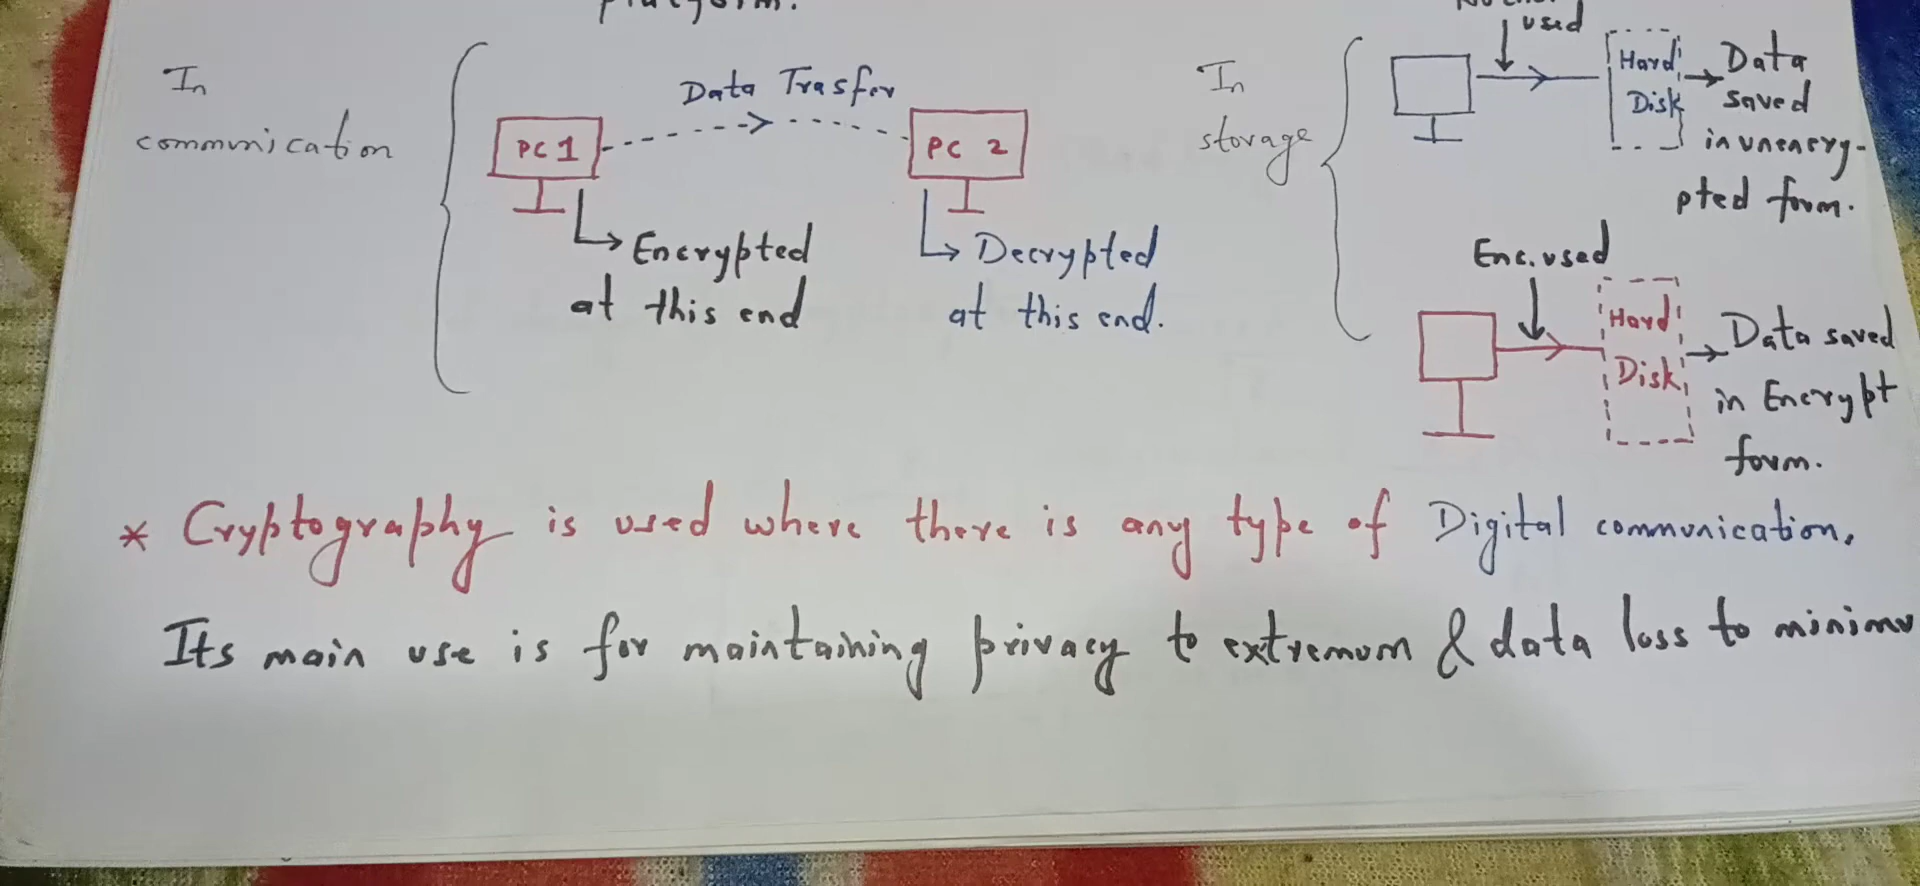 platform.
used
In
communication
Data Trasfer
PC 1
PC 2
Encrypted
at this end
Decrypted
at this end.
In
storage
Hard
Disk
Data
saved
in unencry-
pted form.
Enc. used
Hard
Disk
Data saved
in Encrypt
form.
* Cryptography is used where there is any type of Digital communication.
Its main use is for maintaining privacy to extremum & data loss to minimu